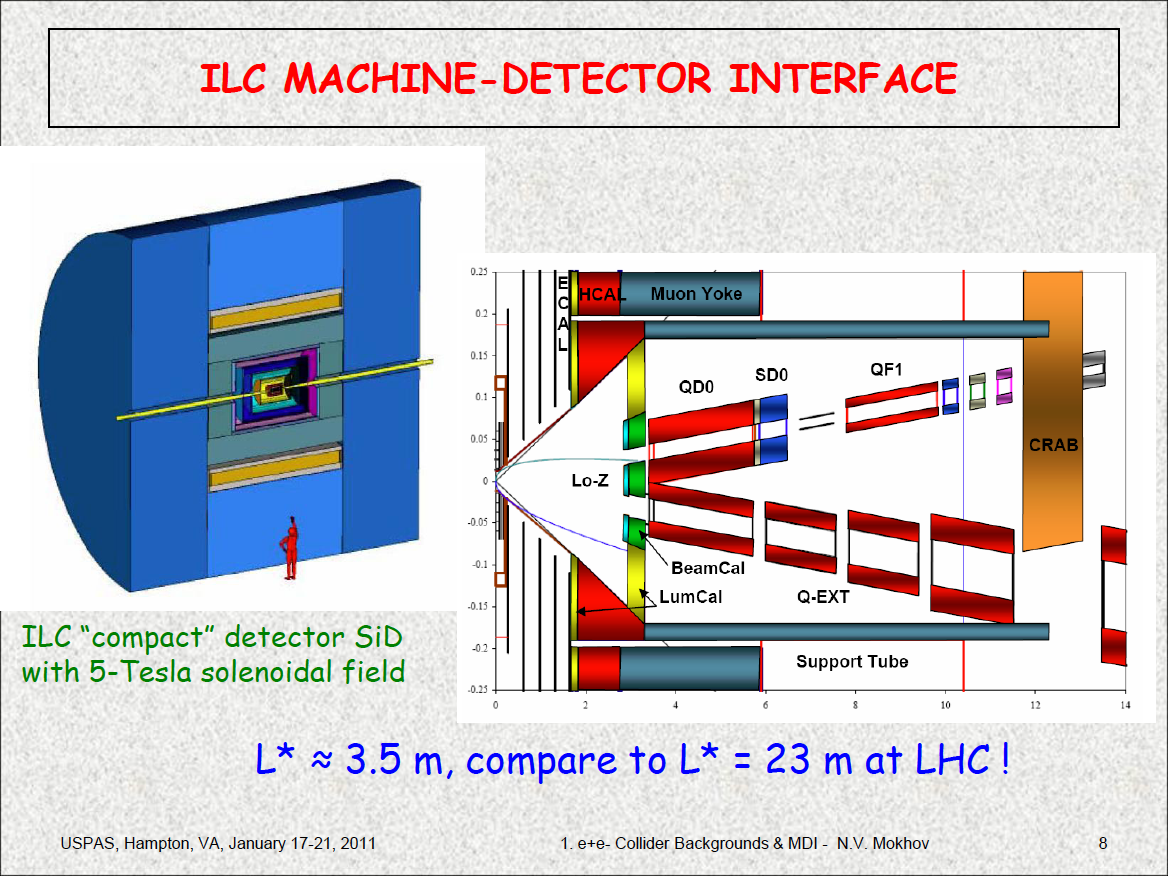 ILC MACHINE-DETECTOR INTERFACE
0.25
0.2
0.15
0.1
0.05
0
-0.05
-0.1
-0.15
-0.2
-0.25
ECAL
HCAL
Muon Yoke
QD0
SD0
QF1
CRAB
Lo-Z
BeamCal
LumCal
Q-EXT
Support Tube
0 2 4 6 8 10 12 14
ILC “compact” detector SiD
with 5-Tesla solenoidal field
L* ≈ 3.5 m, compare to L* = 23 m at LHC !
USPAS, Hampton, VA, January 17-21, 2011
1. e+e- Collider Backgrounds & MDI - N.V. Mokhov
8